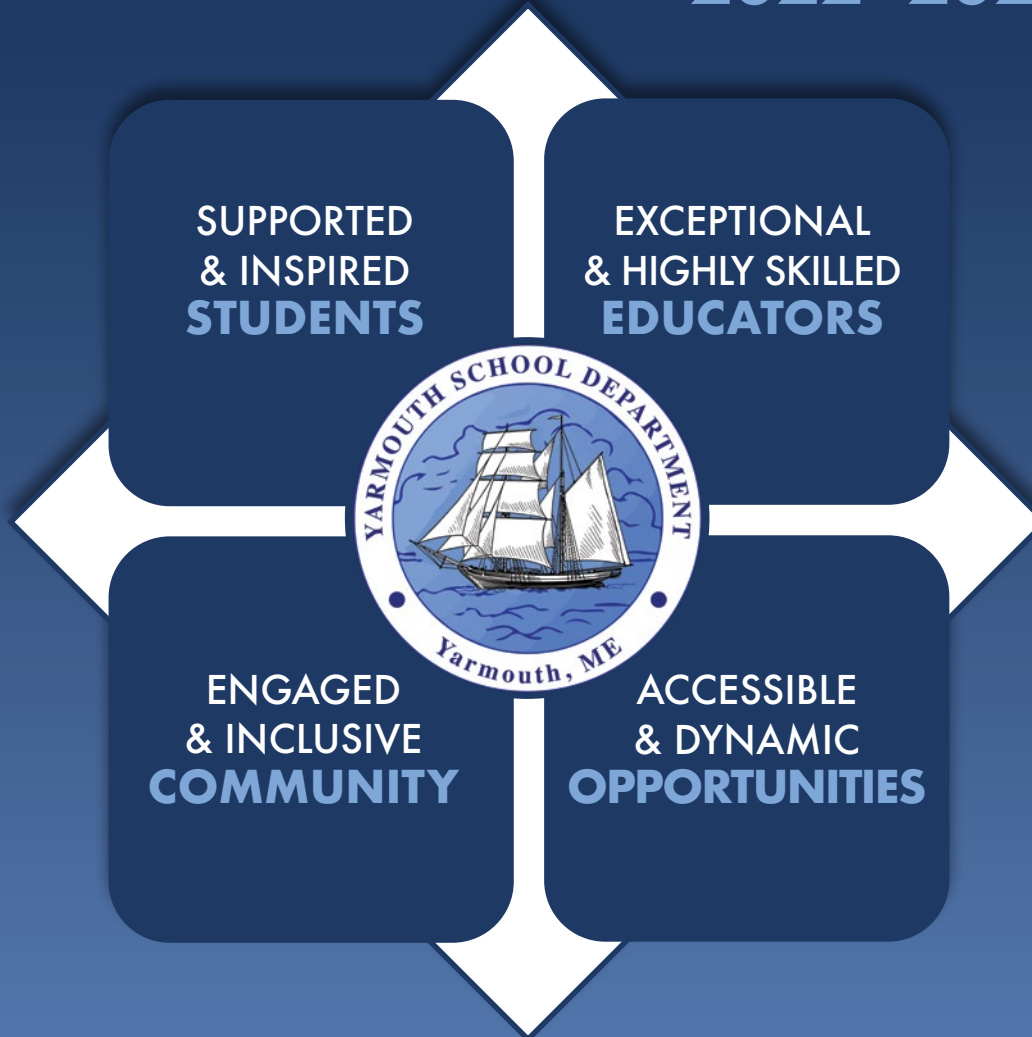 SUPPORTED
& INSPIRED
STUDENTS
EXCEPTIONAL
& HIGHLY SKILLED
EDUCATORS
YARMOUTH SCHOOL DEPARTMENT
Yarmouth, ME
ENGAGED
& INCLUSIVE
COMMUNITY
ACCESSIBLE
& DYNAMIC
OPPORTUNITIES